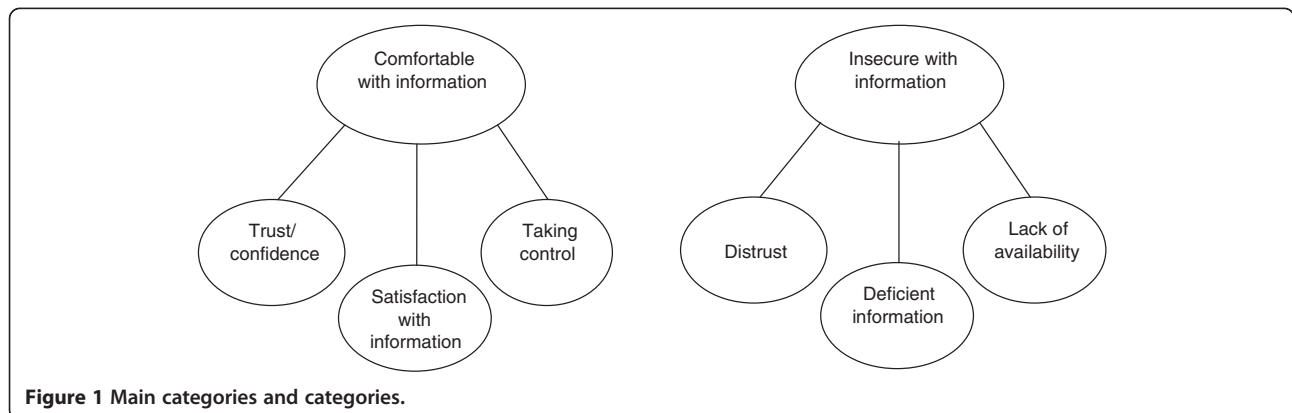 Comfortable
with information
Insecure with
information
Trust/
confidence
Taking
control
Satisfaction
with
information
Distrust
Lack of
availability
Deficient
information
Figure 1 Main categories and categories.